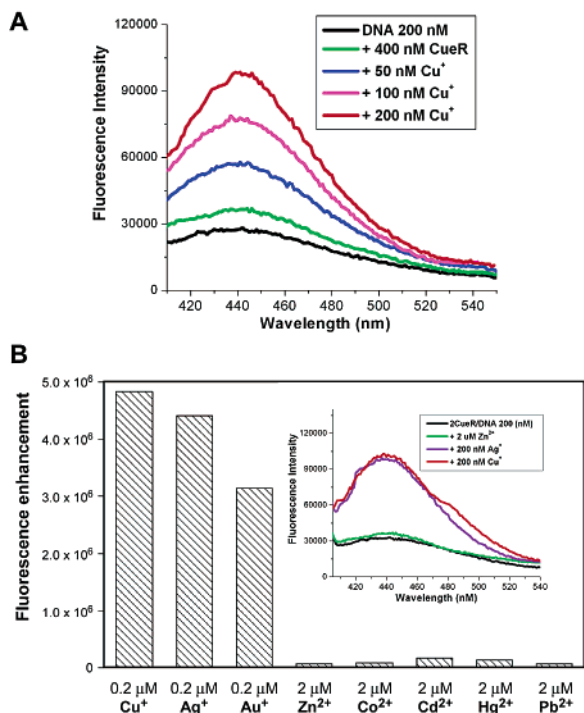 A
Fluorescence Intensity
120000
90000
60000
30000
0
DNA 200 nM
+ 400 nM CueR
+ 50 nM Cu⁺
+ 100 nM Cu⁺
+ 200 nM Cu⁺
420 440 460 480 500 520 540
Wavelength (nm)
B
Fluorescence enhancement
5.0 x 10⁶
4.0 x 10⁶
3.0 x 10⁶
2.0 x 10⁶
1.0 x 10⁶
0
Fluorescence Intensity
120000
90000
60000
30000
0
2CueR/DNA 200 (nM)
+ 2 uM Zn²⁺
+ 200 nM Ag⁺
+ 200 nM Cu⁺
420 440 460 480 500 520 540
Wavelength (nM)
0.2 μM 0.2 μM 0.2 μM 2 μM 2 μM 2 μM 2 μM 2 μM
Cu⁺ Ag⁺ Au⁺ Zn²⁺ Co²⁺ Cd²⁺ Hg²⁺ Pb²⁺